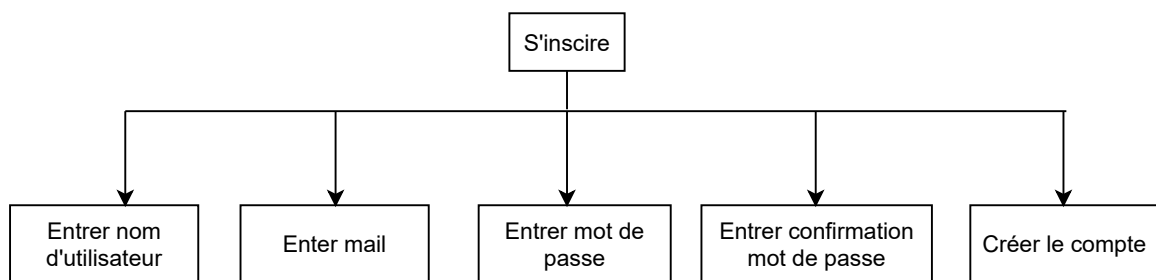 S'inscire
Entrer nom
d'utilisateur
Enter mail
Entrer mot de
passe
Entrer confirmation
mot de passe
Créer le compte